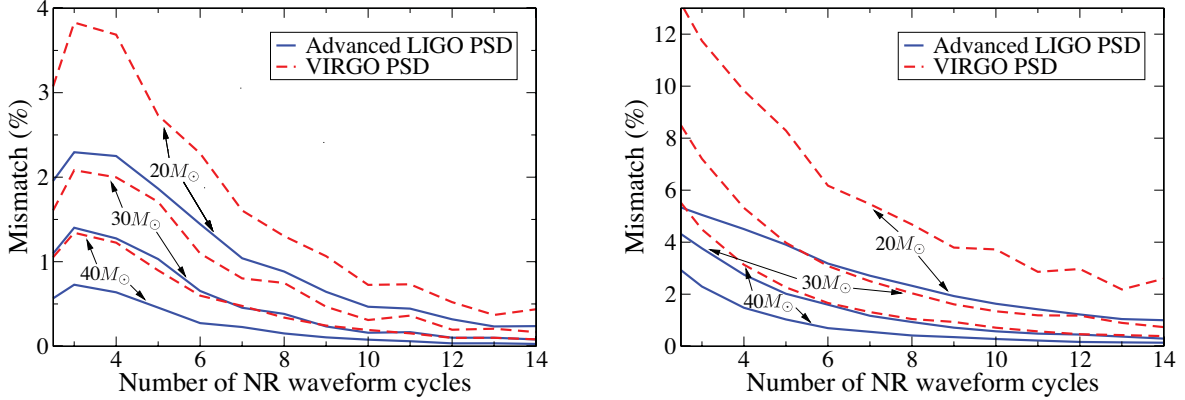 4
3
2
1
0
Mismatch (%)
Advanced LIGO PSD
VIRGO PSD
20M⊙
30M⊙
40M⊙
4 6 8 10 12 14
Number of NR waveform cycles
12
10
8
6
4
2
0
Mismatch (%)
Advanced LIGO PSD
VIRGO PSD
20M⊙
30M⊙
40M⊙
4 6 8 10 12 14
Number of NR waveform cycles